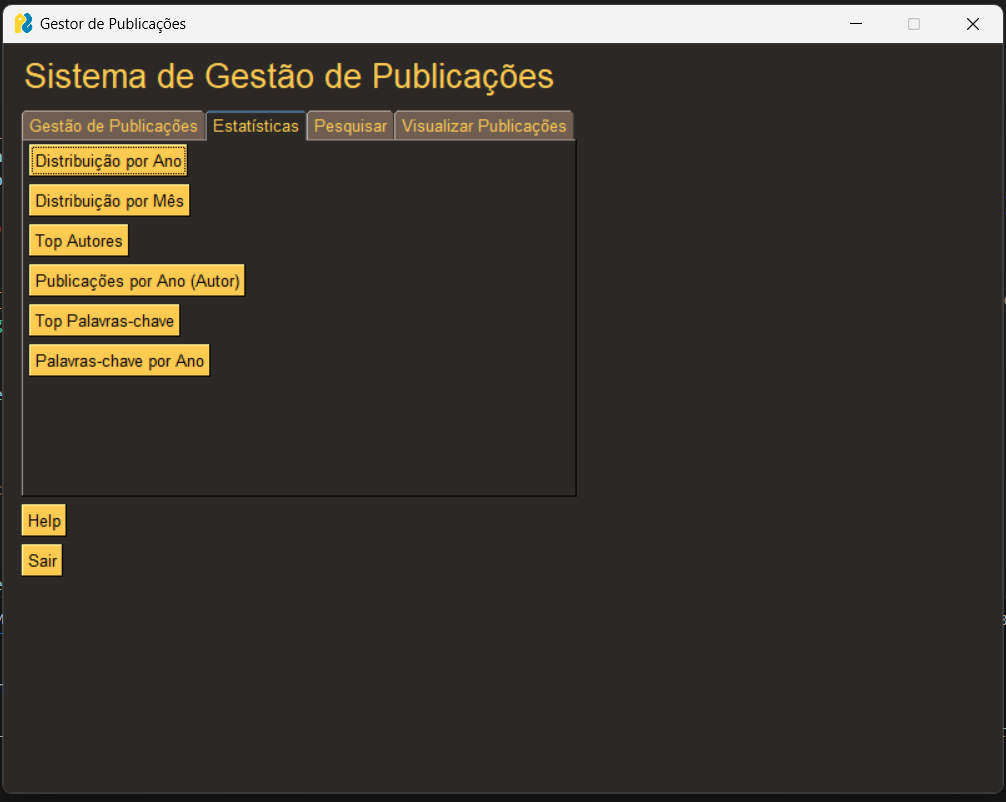 Gestor de Publicações
Sistema de Gestão de Publicações
Gestão de Publicações Estatísticas Pesquisar Visualizar Publicações
Distribuição por Ano
Distribuição por Mês
Top Autores
Publicações por Ano (Autor)
Top Palavras-chave
Palavras-chave por Ano
Help
Sair